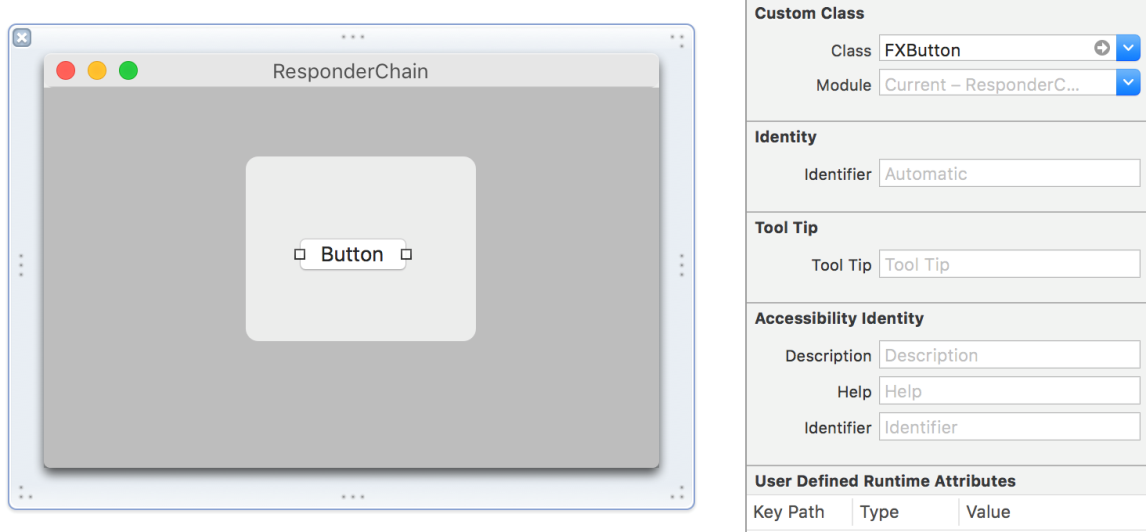 ResponderChain
Button
Custom Class
Class FXButton
Module Current – ResponderC...
Identity
Identifier Automatic
Tool Tip
Tool Tip Tool Tip
Accessibility Identity
Description Description
Help Help
Identifier Identifier
User Defined Runtime Attributes
Key Path Type Value